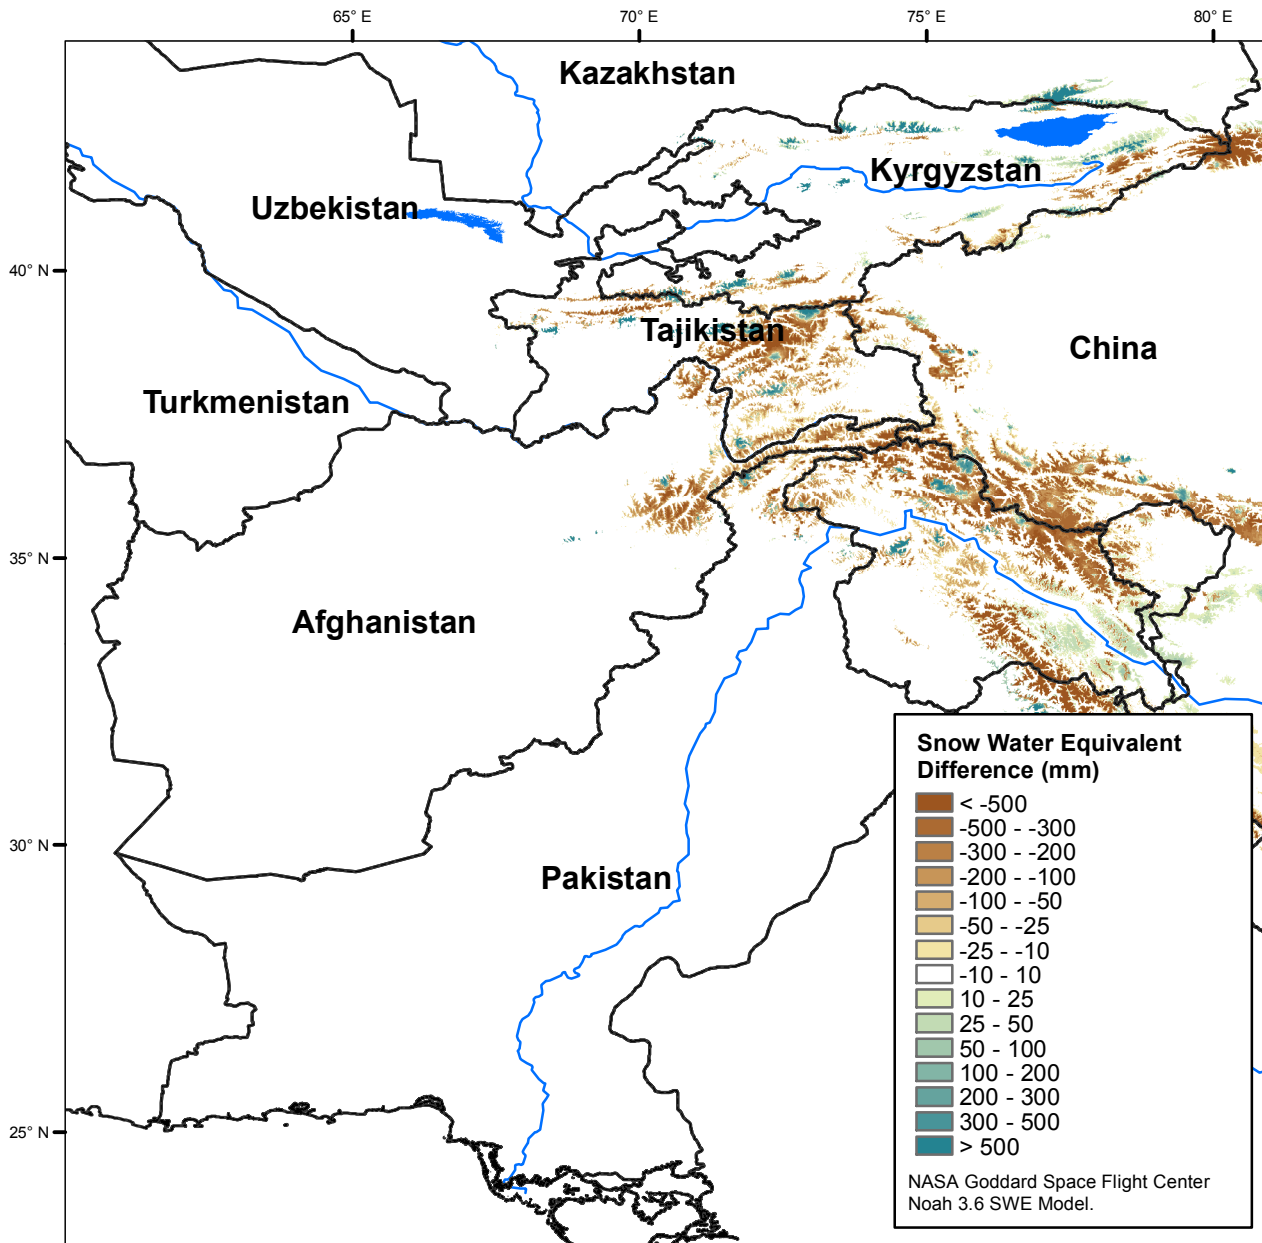 65° E
70° E
75° E
80° E
Kazakhstan
Kyrgyzstan
Uzbekistan
40° N
Tajikistan
China
Turkmenistan
35° N
Afghanistan
30° N
Pakistan
25° N
Snow Water Equivalent
Difference (mm)
< -500
-500 - -300
-300 - -200
-200 - -100
-100 - -50
-50 - -25
-25 - -10
-10 - 10
10 - 25
25 - 50
50 - 100
100 - 200
200 - 300
300 - 500
> 500
NASA Goddard Space Flight Center
Noah 3.6 SWE Model.